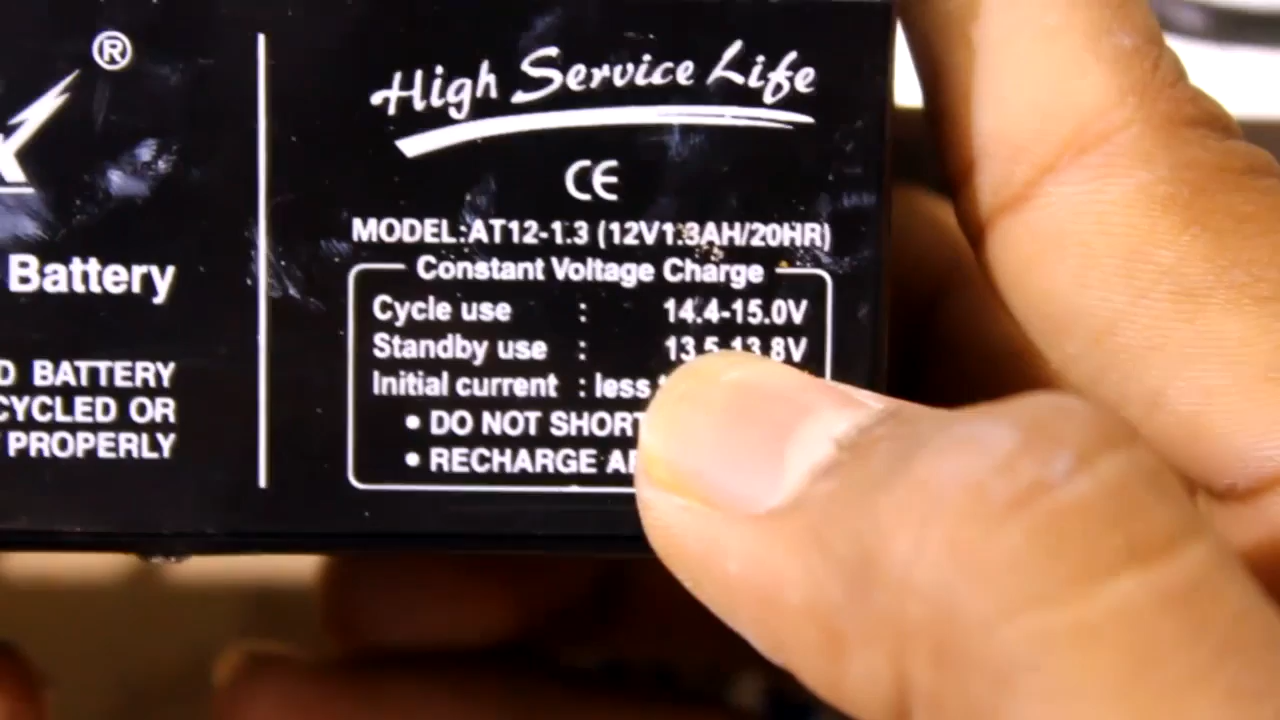 ®
Battery
D BATTERY
CYCLED OR
PROPERLY
High Service Life
CE
MODEL:AT12-1.3 (12V1.3AH/20HR)
Constant Voltage Charge
Cycle use : 14.4-15.0V
Standby use : 13.5-13.8V
Initial current : less
• DO NOT SHORT
• RECHARGE